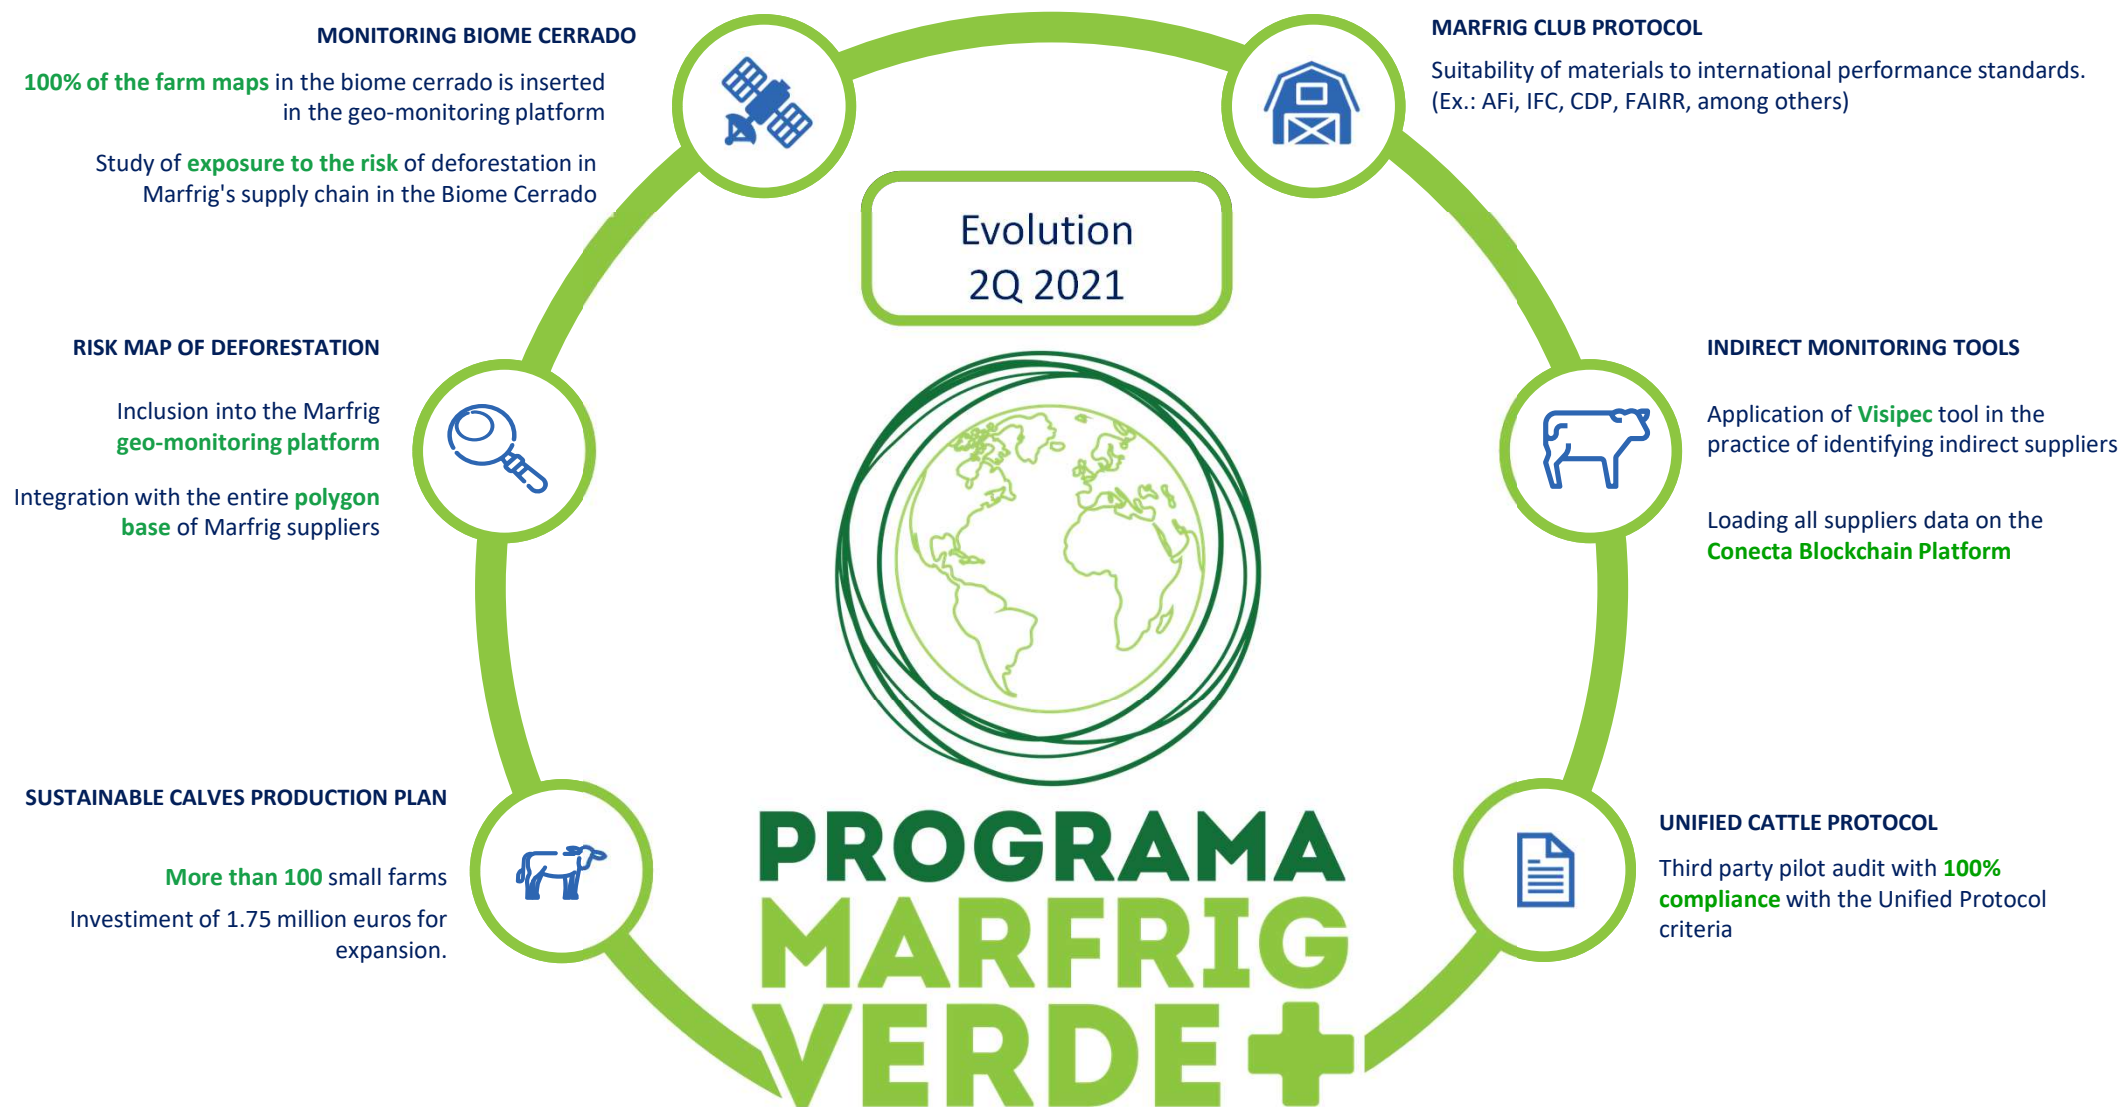 MONITORING BIOME CERRADO
100% of the farm maps in the biome cerrado is inserted
in the geo-monitoring platform
Study of exposure to the risk of deforestation in
Marfrig's supply chain in the Biome Cerrado
RISK MAP OF DEFORESTATION
Inclusion into the Marfrig
geo-monitoring platform
Integration with the entire polygon
base of Marfrig suppliers
SUSTAINABLE CALVES PRODUCTION PLAN
More than 100 small farms
Investiment of 1.75 million euros for
expansion.
Evolution
2Q 2021
PROGRAMA
MARFRIG
VERDE+
MARFRIG CLUB PROTOCOL
Suitability of materials to international performance standards.
(Ex.: AFi, IFC, CDP, FAIRR, among others)
INDIRECT MONITORING TOOLS
Application of Visipec tool in the
practice of identifying indirect suppliers
Loading all suppliers data on the
Conecta Blockchain Platform
UNIFIED CATTLE PROTOCOL
Third party pilot audit with 100%
compliance with the Unified Protocol
criteria